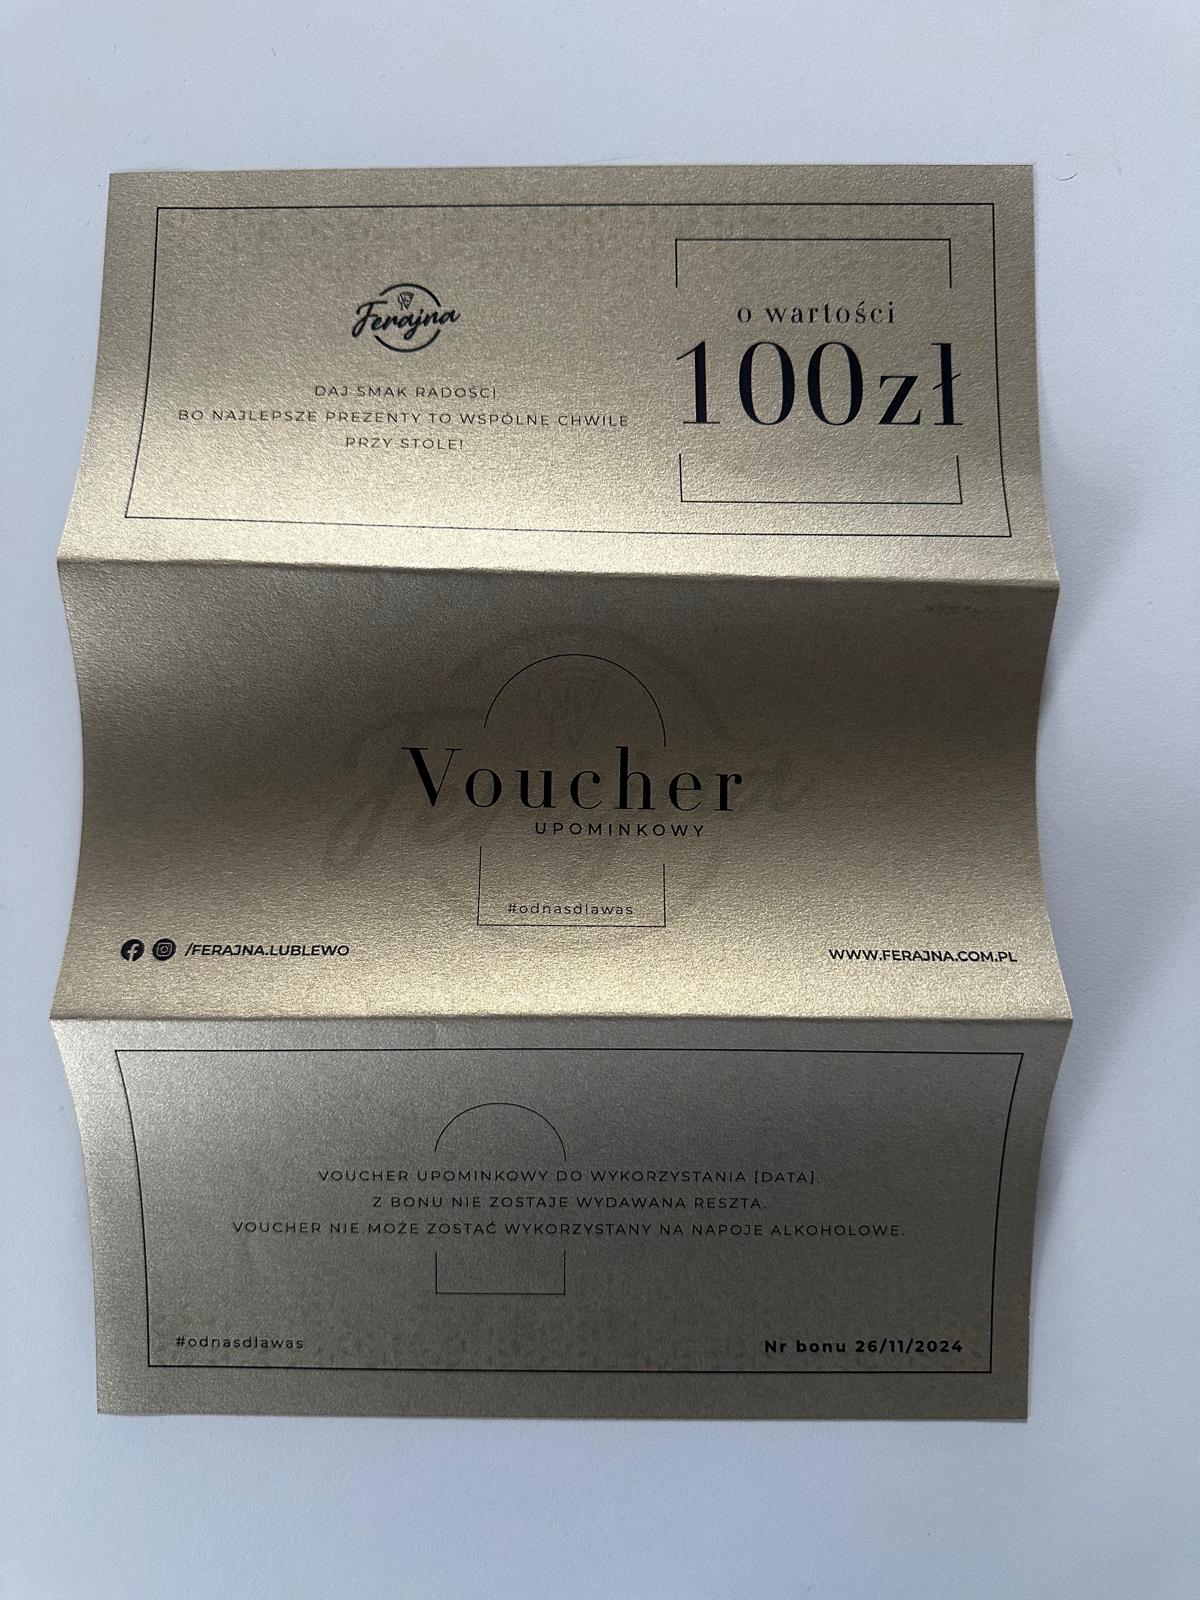 Ferajna
DAJ SMAK RADOŚCI
BO NAJLEPSZE PREZENTY TO WSPÓLNE CHWILE
PRZY STOLE!
o wartości
100zł
Voucher
UPOMINKOWY
#odnasdlawas
/FERAJNA.LUBLEWO
WWW.FERAJNA.COM.PL
VOUCHER UPOMINKOWY DO WYKORZYSTANIA [DATA].
Z BONU NIE ZOSTAJE WYDAWANA RESZTA.
VOUCHER NIE MOŻE ZOSTAĆ WYKORZYSTANY NA NAPOJE ALKOHOLOWE.
#odnasdlawas
Nr bonu 26/11/2024